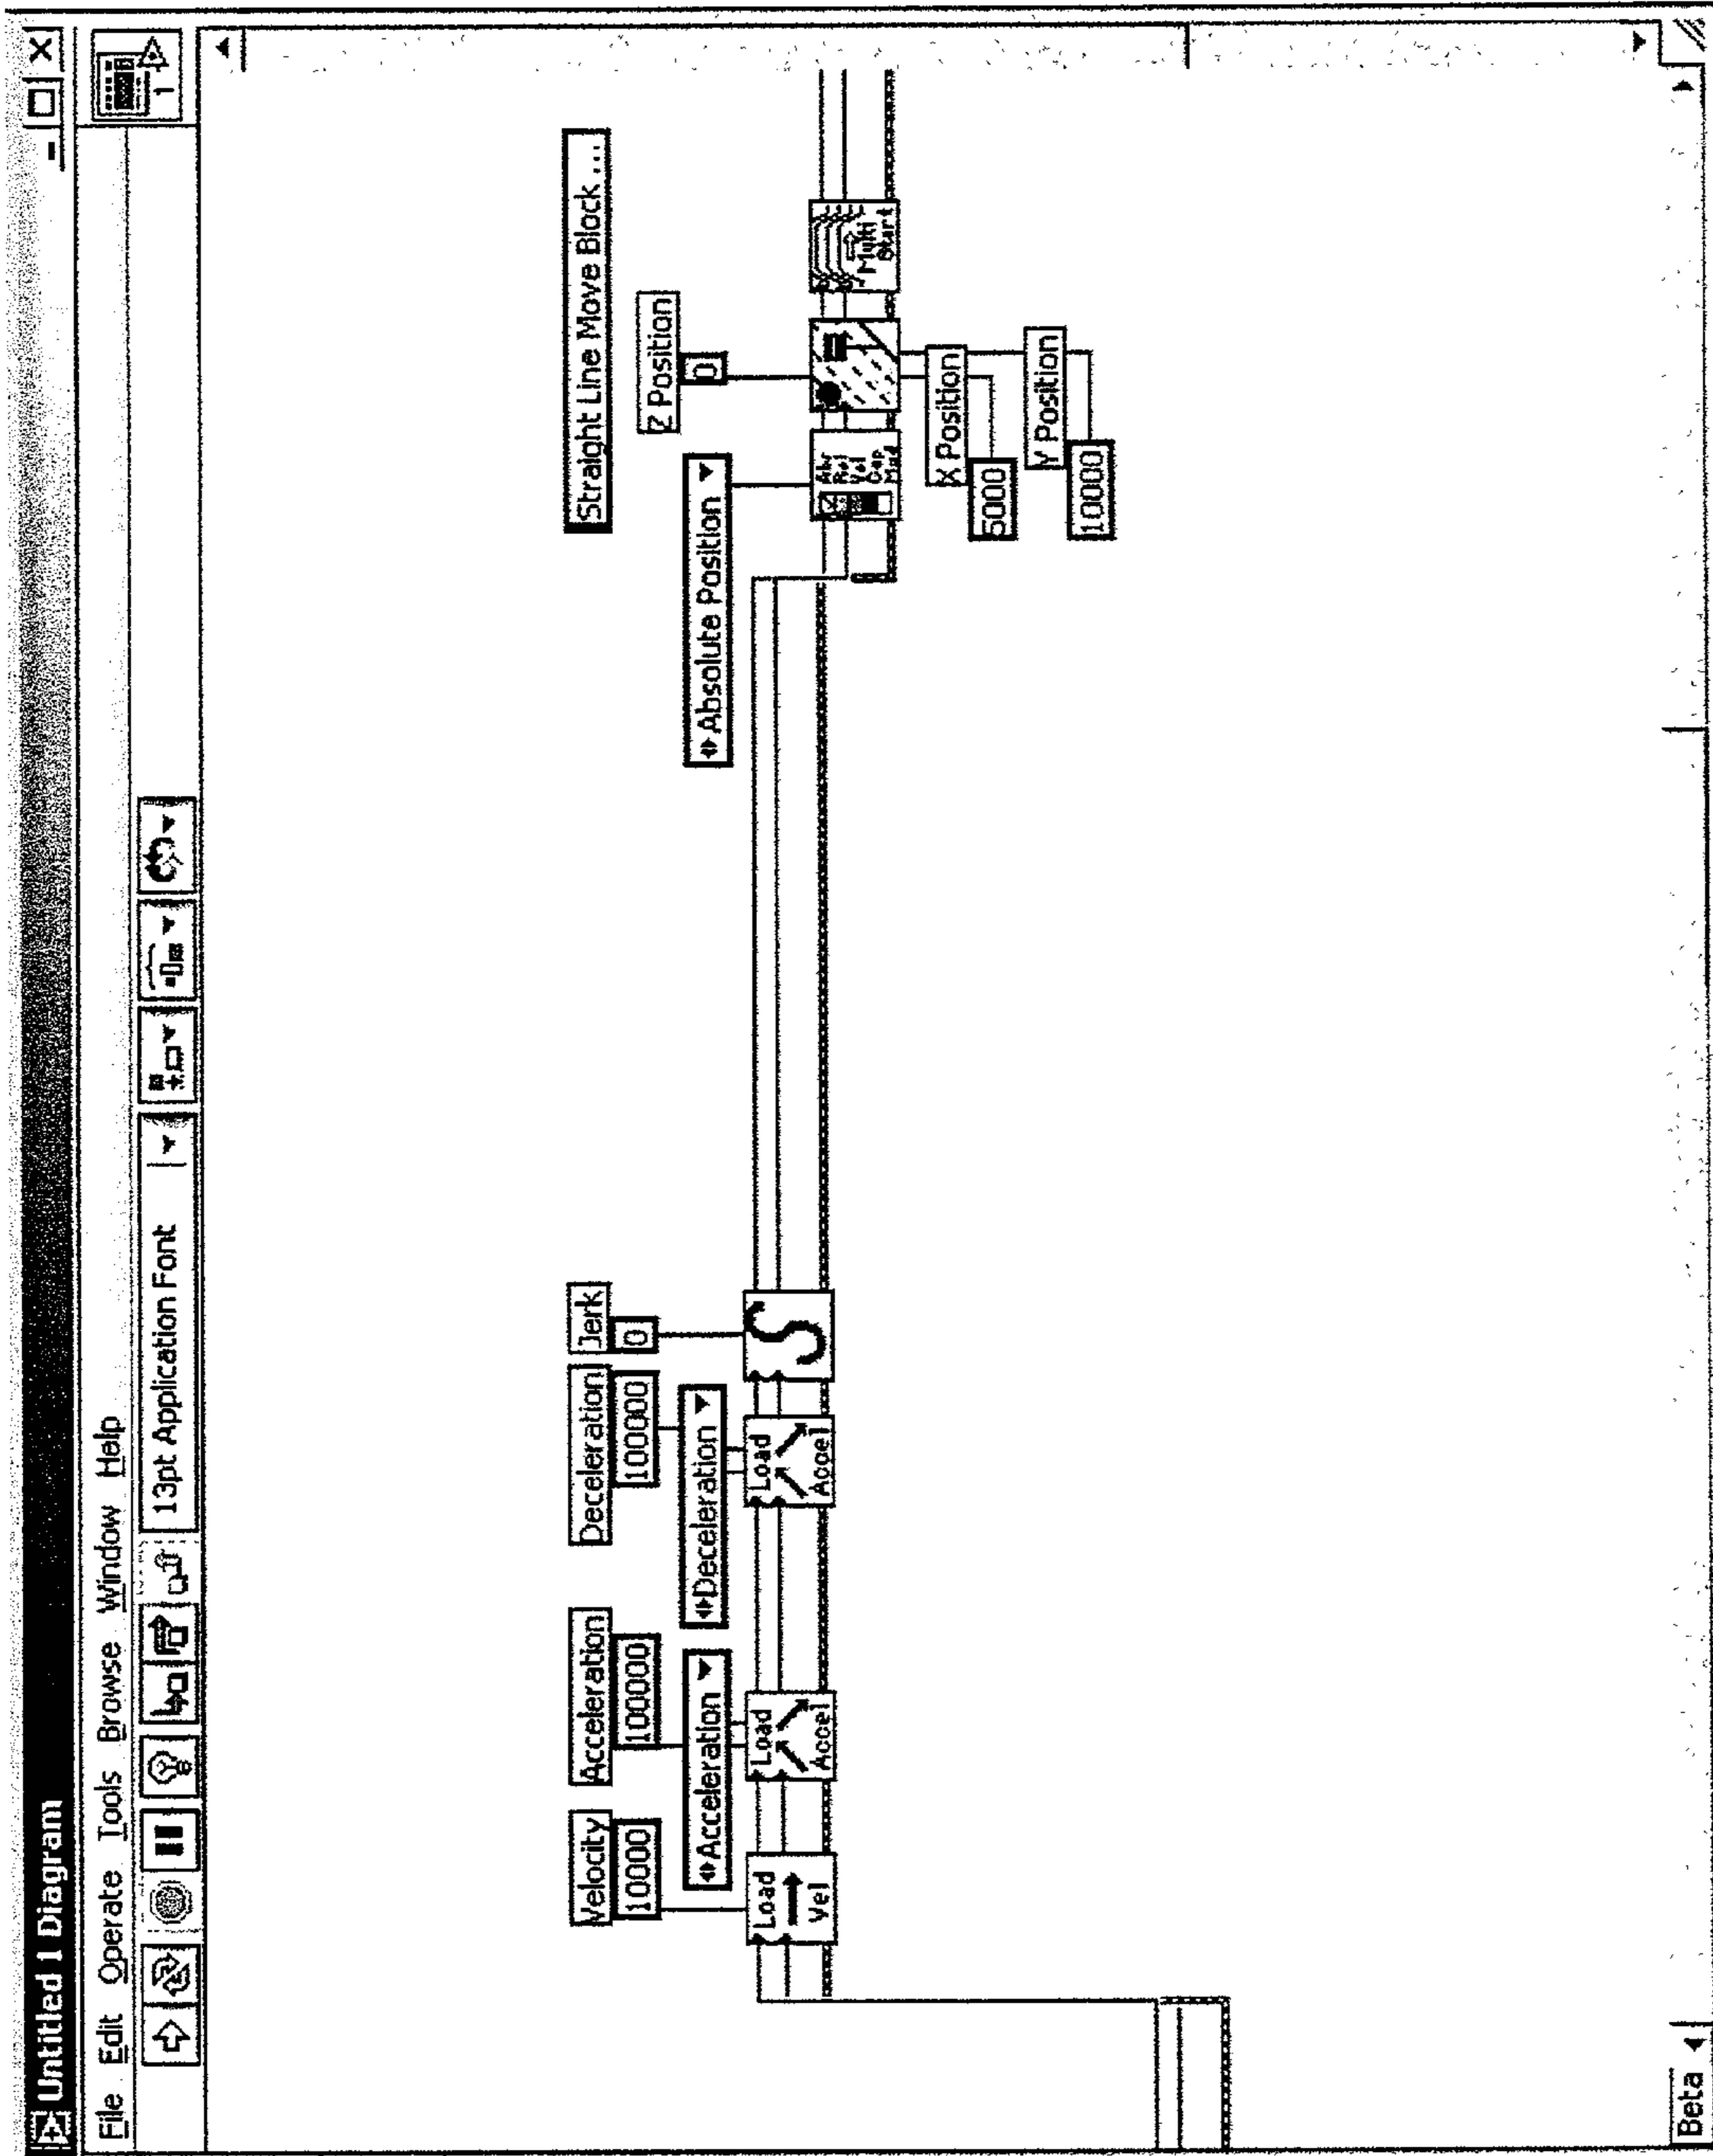 Untitled 1 Diagram
File Edit Operate Tools Browse Window Help
13pt Application Font
1
Velocity
10000
Acceleration
100000
Acceleration
Deceleration
100000
Deceleration
Jerk
0
Load
Vel
Load
Accel
Load
Accel
S
Straight Line Move Block ...
Z Position
0
Absolute Position
Multi
Start
X Position
5000
Y Position
10000
Beta